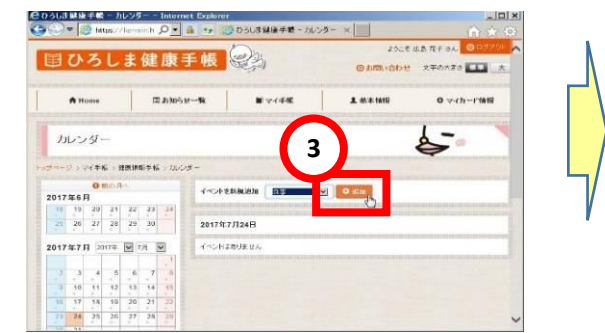 ひろしま健康手帳 - カレンダー - Internet Explorer
ひろしま健康手帳 - カレンダー
ひろしま健康手帳
ようこそ 広島 花子 さん ログアウト
お問い合わせ 文字の大きさ 標準 大
Home お知らせ一覧 マイ手帳 基本情報 マイカード情報
カレンダー
トップページ > マイ手帳 > 健康情報手帳 > カレンダー
3
前の月へ
イベントを新規追加 食事 追加
2017年6月
18 19 20 21 22 23 24
25 26 27 28 29 30
2017年7月24日
イベントはありません
2017年7月 2017年 7月
1
2 3 4 5 6 7 8
9 10 11 12 13 14 15
16 17 18 19 20 21 22
23 24 25 26 27 28 29
30 31